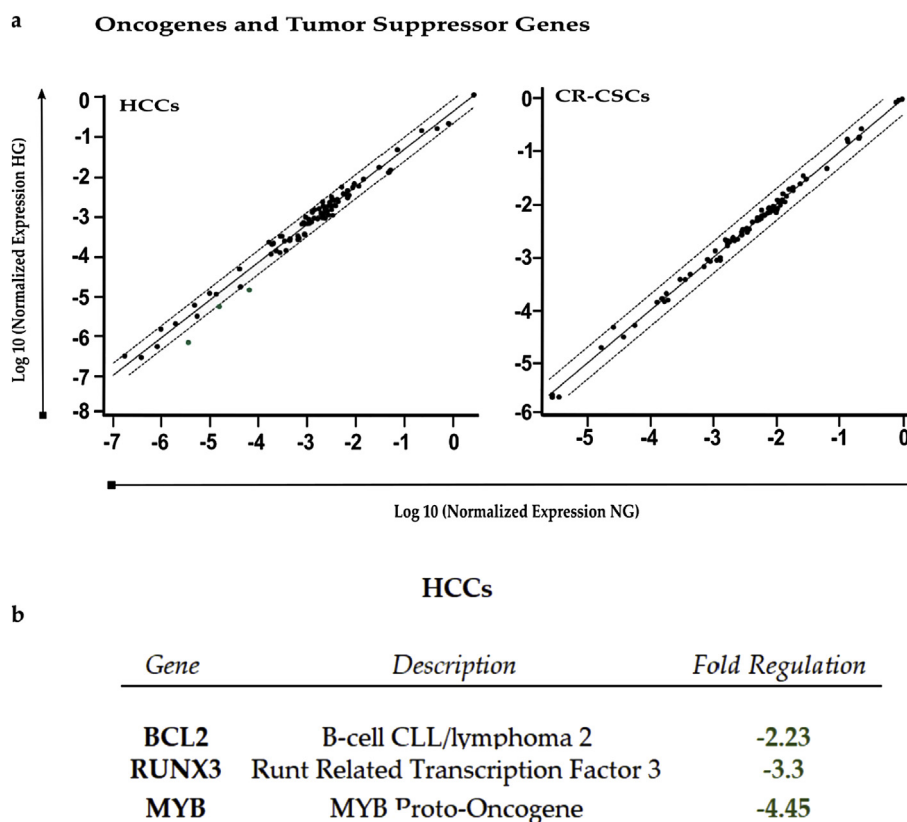 a
Oncogenes and Tumor Suppressor Genes
Log 10 (Normalized Expression HG)
HCCs
0
-1
-2
-3
-4
-5
-6
-7
-8
-7 -6 -5 -4 -3 -2 -1 0
CR-CSCs
0
-1
-2
-3
-4
-5
-6
-5 -4 -3 -2 -1 0
Log 10 (Normalized Expression NG)
HCCs
b
Gene Description Fold Regulation
BCL2 B-cell CLL/lymphoma 2 -2.23
RUNX3 Runt Related Transcription Factor 3 -3.3
MYB MYB Proto-Oncogene -4.45